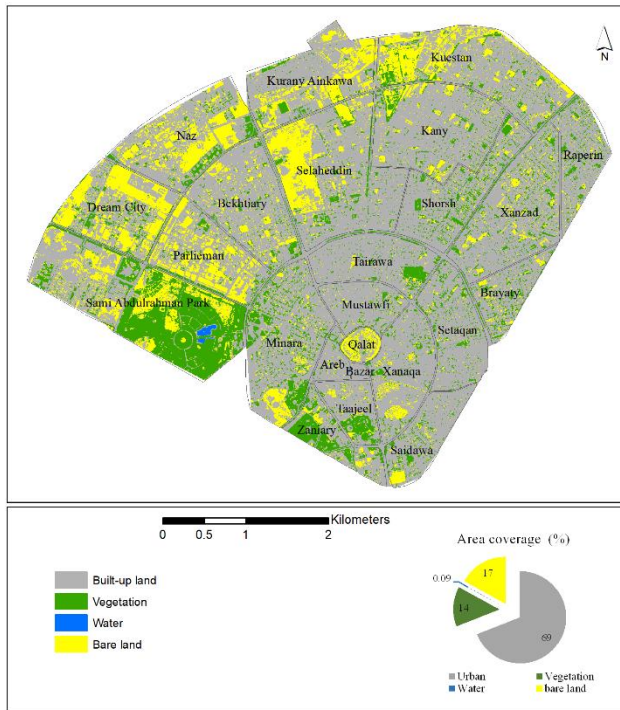 N
Kuestan
Kurany Ainkawa
Kany
Naz
Raperin
Selaheddin
Dream City
Bekhtiary
Shorsh
Xanzad
Parlieman
Tairawa
Brayaty
Sami Abdulrahman Park
Mustawfi
Setaqan
Minara
Qalat
Areb
Bazar
Xanaqa
Taajeel
Zaniary
Saidawa
Kilometers
0 0.5 1 2
Built-up land
Vegetation
Water
Bare land
Area coverage (%)
17
0.09
14
69
Urban Vegetation
Water bare land